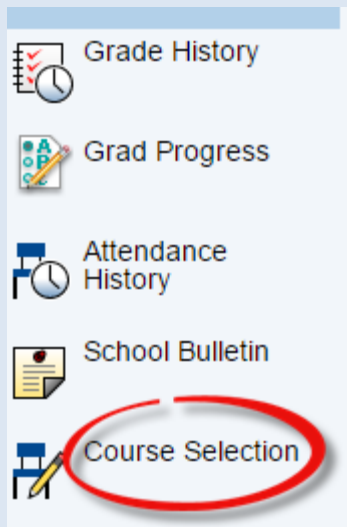 Grade History
Grad Progress
Attendance
History
School Bulletin
Course Selection